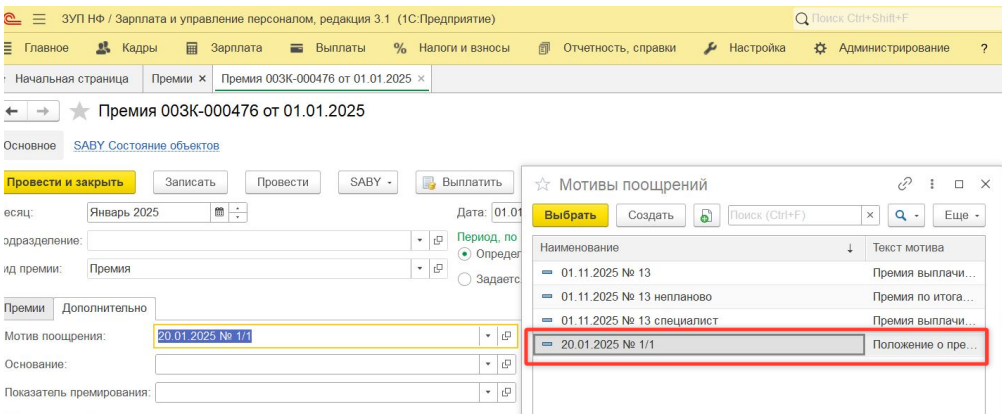 ЗУП НФ / Зарплата и управление персоналом, редакция 3.1 (1С:Предприятие)
Поиск Ctrl+Shift+F
Главное Кадры Зарплата Выплаты % Налоги и взносы Отчетность, справки Настройка Администрирование ?
Начальная страница Премии × Премия 003К-000476 от 01.01.2025 ×
Премия 003К-000476 от 01.01.2025
Основное SABY Состояние объектов
Провести и закрыть Записать Провести SABY Выплатить
есяц: Январь 2025 Дата: 01.01
одразделение: Период, по
Определ
ид премии: Премия
Задаетс
Премии Дополнительно
Мотив поощрения: 20.01.2025 № 1/1
Основание:
Показатель премирования:
Мотивы поощрений
Выбрать Создать Поиск (Ctrl+F) × Еще
Наименование ↓ Текст мотива
01.11.2025 № 13 Премия выплачи...
01.11.2025 № 13 непланово Премия по итога...
01.11.2025 № 13 специалист Премия выплачи...
20.01.2025 № 1/1 Положение о пре...